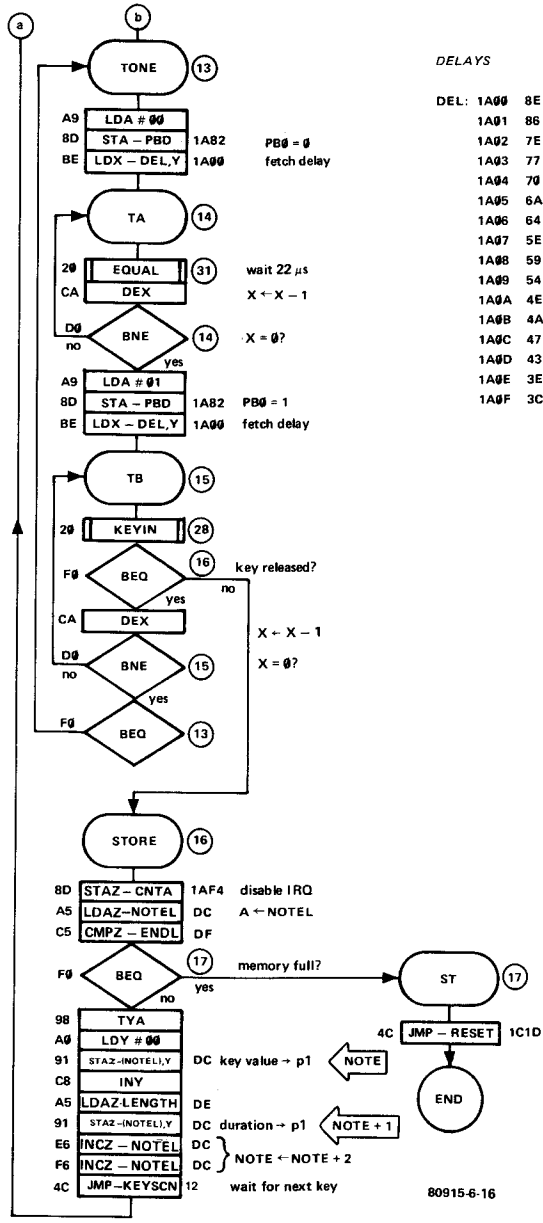 a
b
TONE 13
DELAYS
A9 LDA # 00
8D STA – PBD 1A82 PB0 = 0
BE LDX – DEL,Y 1A00 fetch delay
DEL: 1A00 8E
1A01 86
1A02 7E
1A03 77
1A04 70
1A05 6A
1A06 64
1A07 5E
1A08 59
1A09 54
1A0A 4E
1A0B 4A
1A0C 47
1A0D 43
1A0E 3E
1A0F 3C
TA 14
20 EQUAL 31 wait 22 µs
CA DEX X ← X – 1
D0 BNE 14 X = 0?
no
yes
A9 LDA # 01
8D STA – PBD 1A82 PB0 = 1
BE LDX – DEL,Y 1A00 fetch delay
TB 15
20 KEYIN 28
F0 BEQ 16 key released?
yes no
CA DEX X ← X – 1
D0 BNE 15 X = 0?
no
yes
F0 BEQ 13
STORE 16
8D STAZ – CNTA 1AF4 disable IRQ
A5 LDAZ–NOTEL DC A ← NOTEL
C5 CMPZ – ENDL DF
F0 BEQ 17 memory full?
no yes
ST 17
98 TYA
A0 LDY # 00
4C JMP – RESET 1C1D
91 STAZ–(NOTEL),Y DC key value → p1 NOTE
C8 INY
END
A5 LDAZ-LENGTH DE
91 STAZ–(NOTEL),Y DC duration → p1 NOTE + 1
E6 INCZ – NOTEL DC
F6 INCZ – NOTEL DC NOTE ← NOTE + 2
4C JMP–KEYSCN 12 wait for next key
80915-6-16